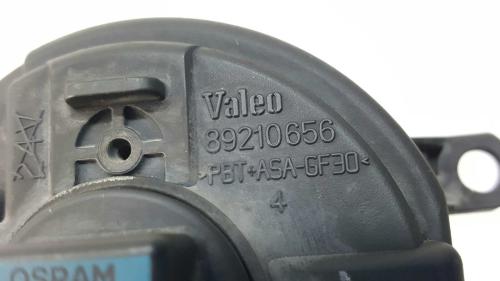 Valeo
89210656
>PBT+ASA-GF30<
4
OSRAM